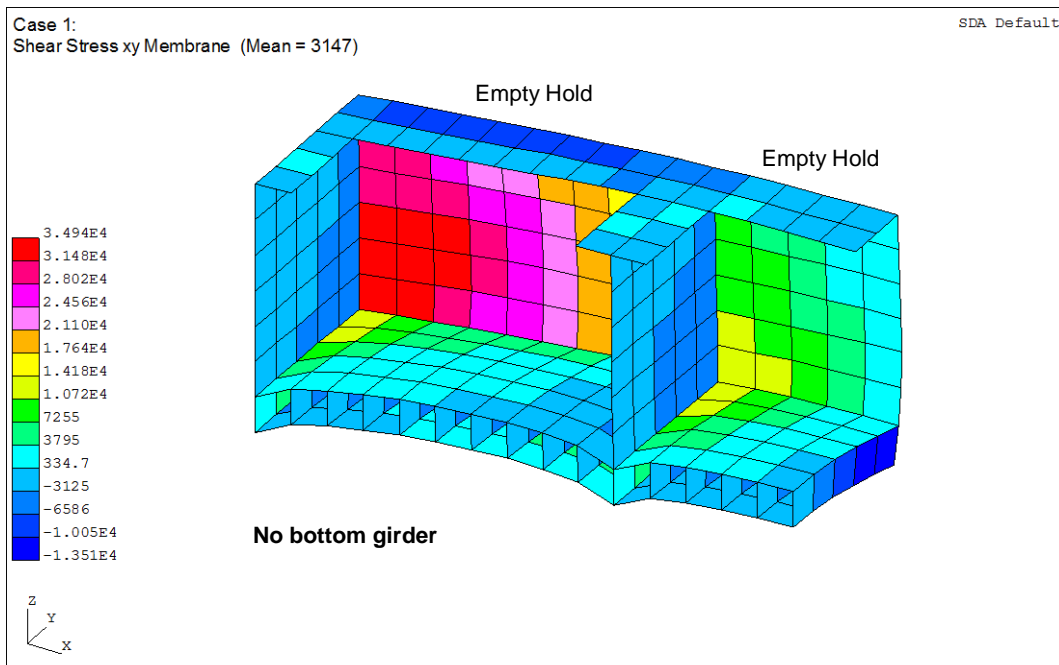 Case 1:
SDA Default
Shear Stress xy Membrane (Mean = 3147)
Empty Hold
Empty Hold
3.494E4
3.148E4
2.802E4
2.456E4
2.110E4
1.764E4
1.418E4
1.072E4
7255
3795
334.7
-3125
-6586
-1.005E4
-1.351E4
No bottom girder
Z
Y
X